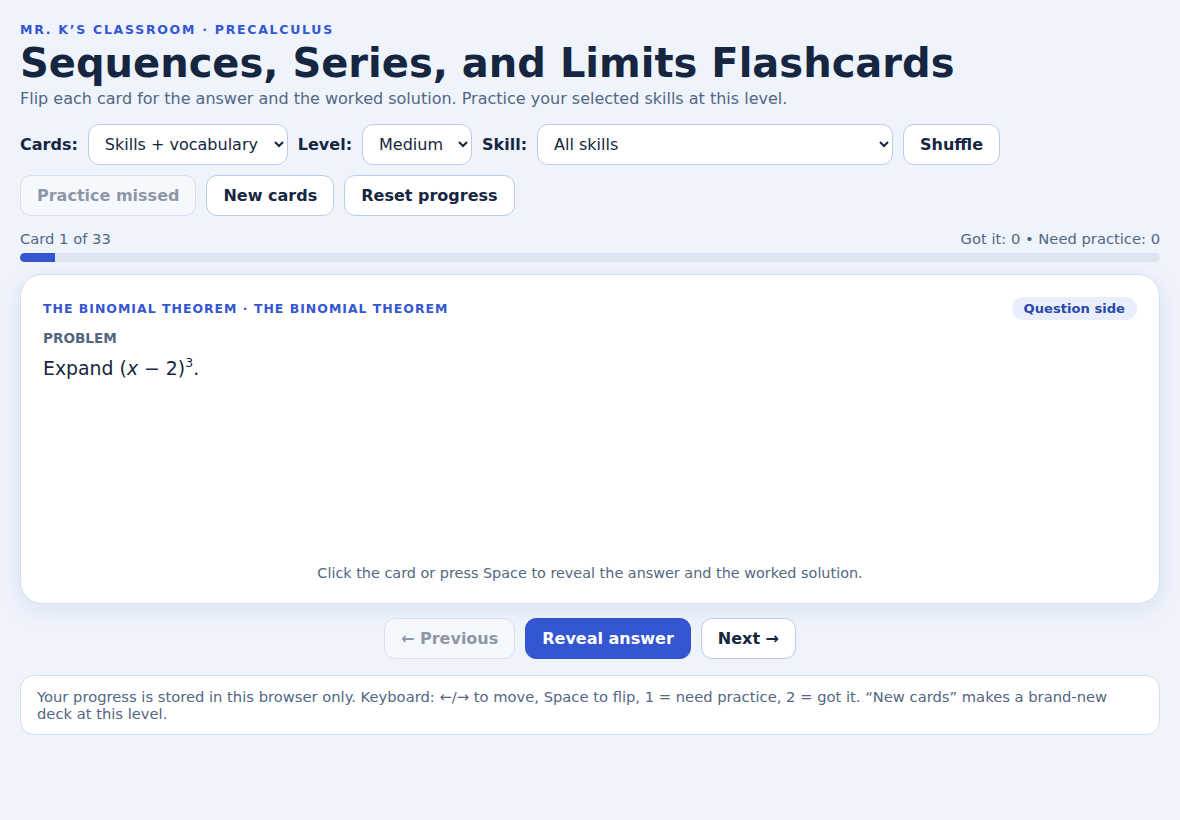 MR. K’S CLASSROOM · PRECALCULUS
Sequences, Series, and Limits Flashcards
Flip each card for the answer and the worked solution. Practice your selected skills at this level.
Cards: Skills + vocabulary Level: Medium Skill: All skills Shuffle
Practice missed New cards Reset progress
Card 1 of 33 Got it: 0 • Need practice: 0
THE BINOMIAL THEOREM · THE BINOMIAL THEOREM Question side
PROBLEM
Expand (x − 2)³.
Click the card or press Space to reveal the answer and the worked solution.
← Previous Reveal answer Next →
Your progress is stored in this browser only. Keyboard: ←/→ to move, Space to flip, 1 = need practice, 2 = got it. “New cards” makes a brand-new
deck at this level.